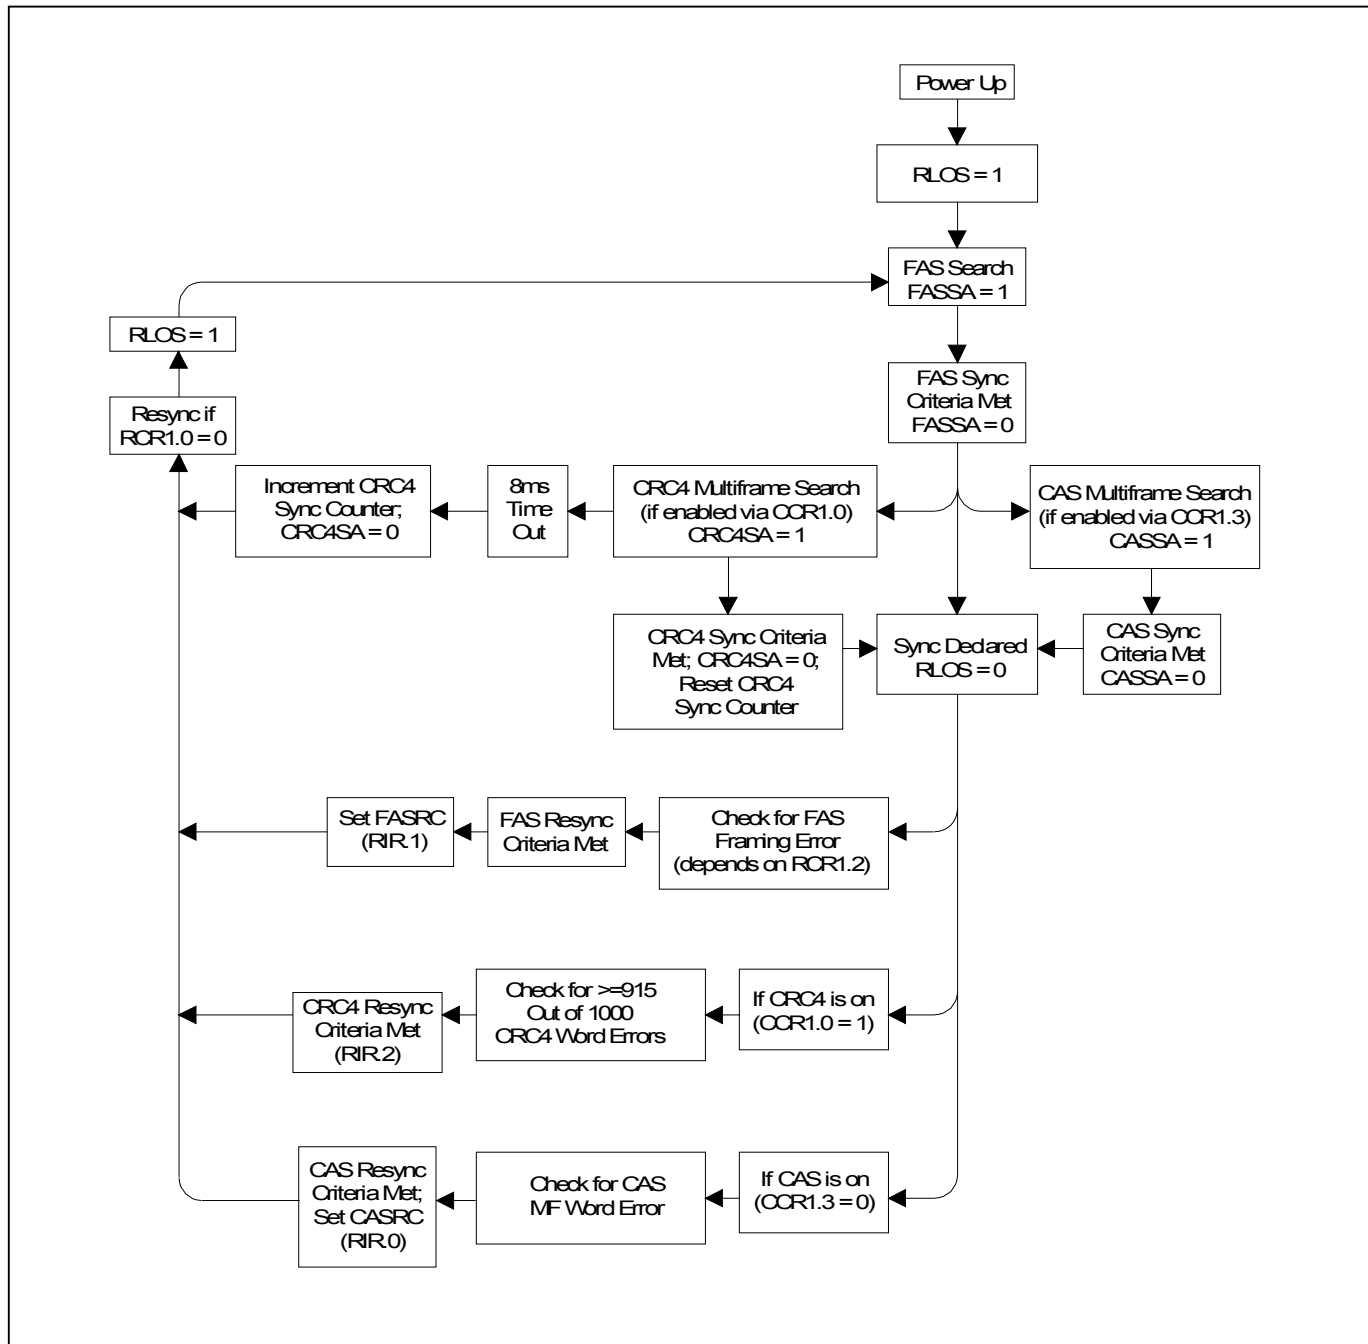 Power Up
RLOS = 1
FAS Search
FASSA = 1
RLOS = 1
FAS Sync
Criteria Met
FASSA = 0
Resync if
RCR1.0 = 0
Increment CRC4
Sync Counter;
CRC4SA = 0
8ms
Time
Out
CRC4 Multiframe Search
(if enabled via CCR1.0)
CRC4SA = 1
CAS Multiframe Search
(if enabled via CCR1.3)
CASSA = 1
CRC4 Sync Criteria
Met; CRC4SA = 0;
Reset CRC4
Sync Counter
Sync Declared
RLOS = 0
CAS Sync
Criteria Met
CASSA = 0
Set FASRC
(RIR.1)
FAS Resync
Criteria Met
Check for FAS
Framing Error
(depends on RCR1.2)
CRC4 Resync
Criteria Met
(RIR.2)
Check for >=915
Out of 1000
CRC4 Word Errors
If CRC4 is on
(CCR1.0 = 1)
CAS Resync
Criteria Met;
Set CASRC
(RIR.0)
Check for CAS
MF Word Error
If CAS is on
(CCR1.3 = 0)